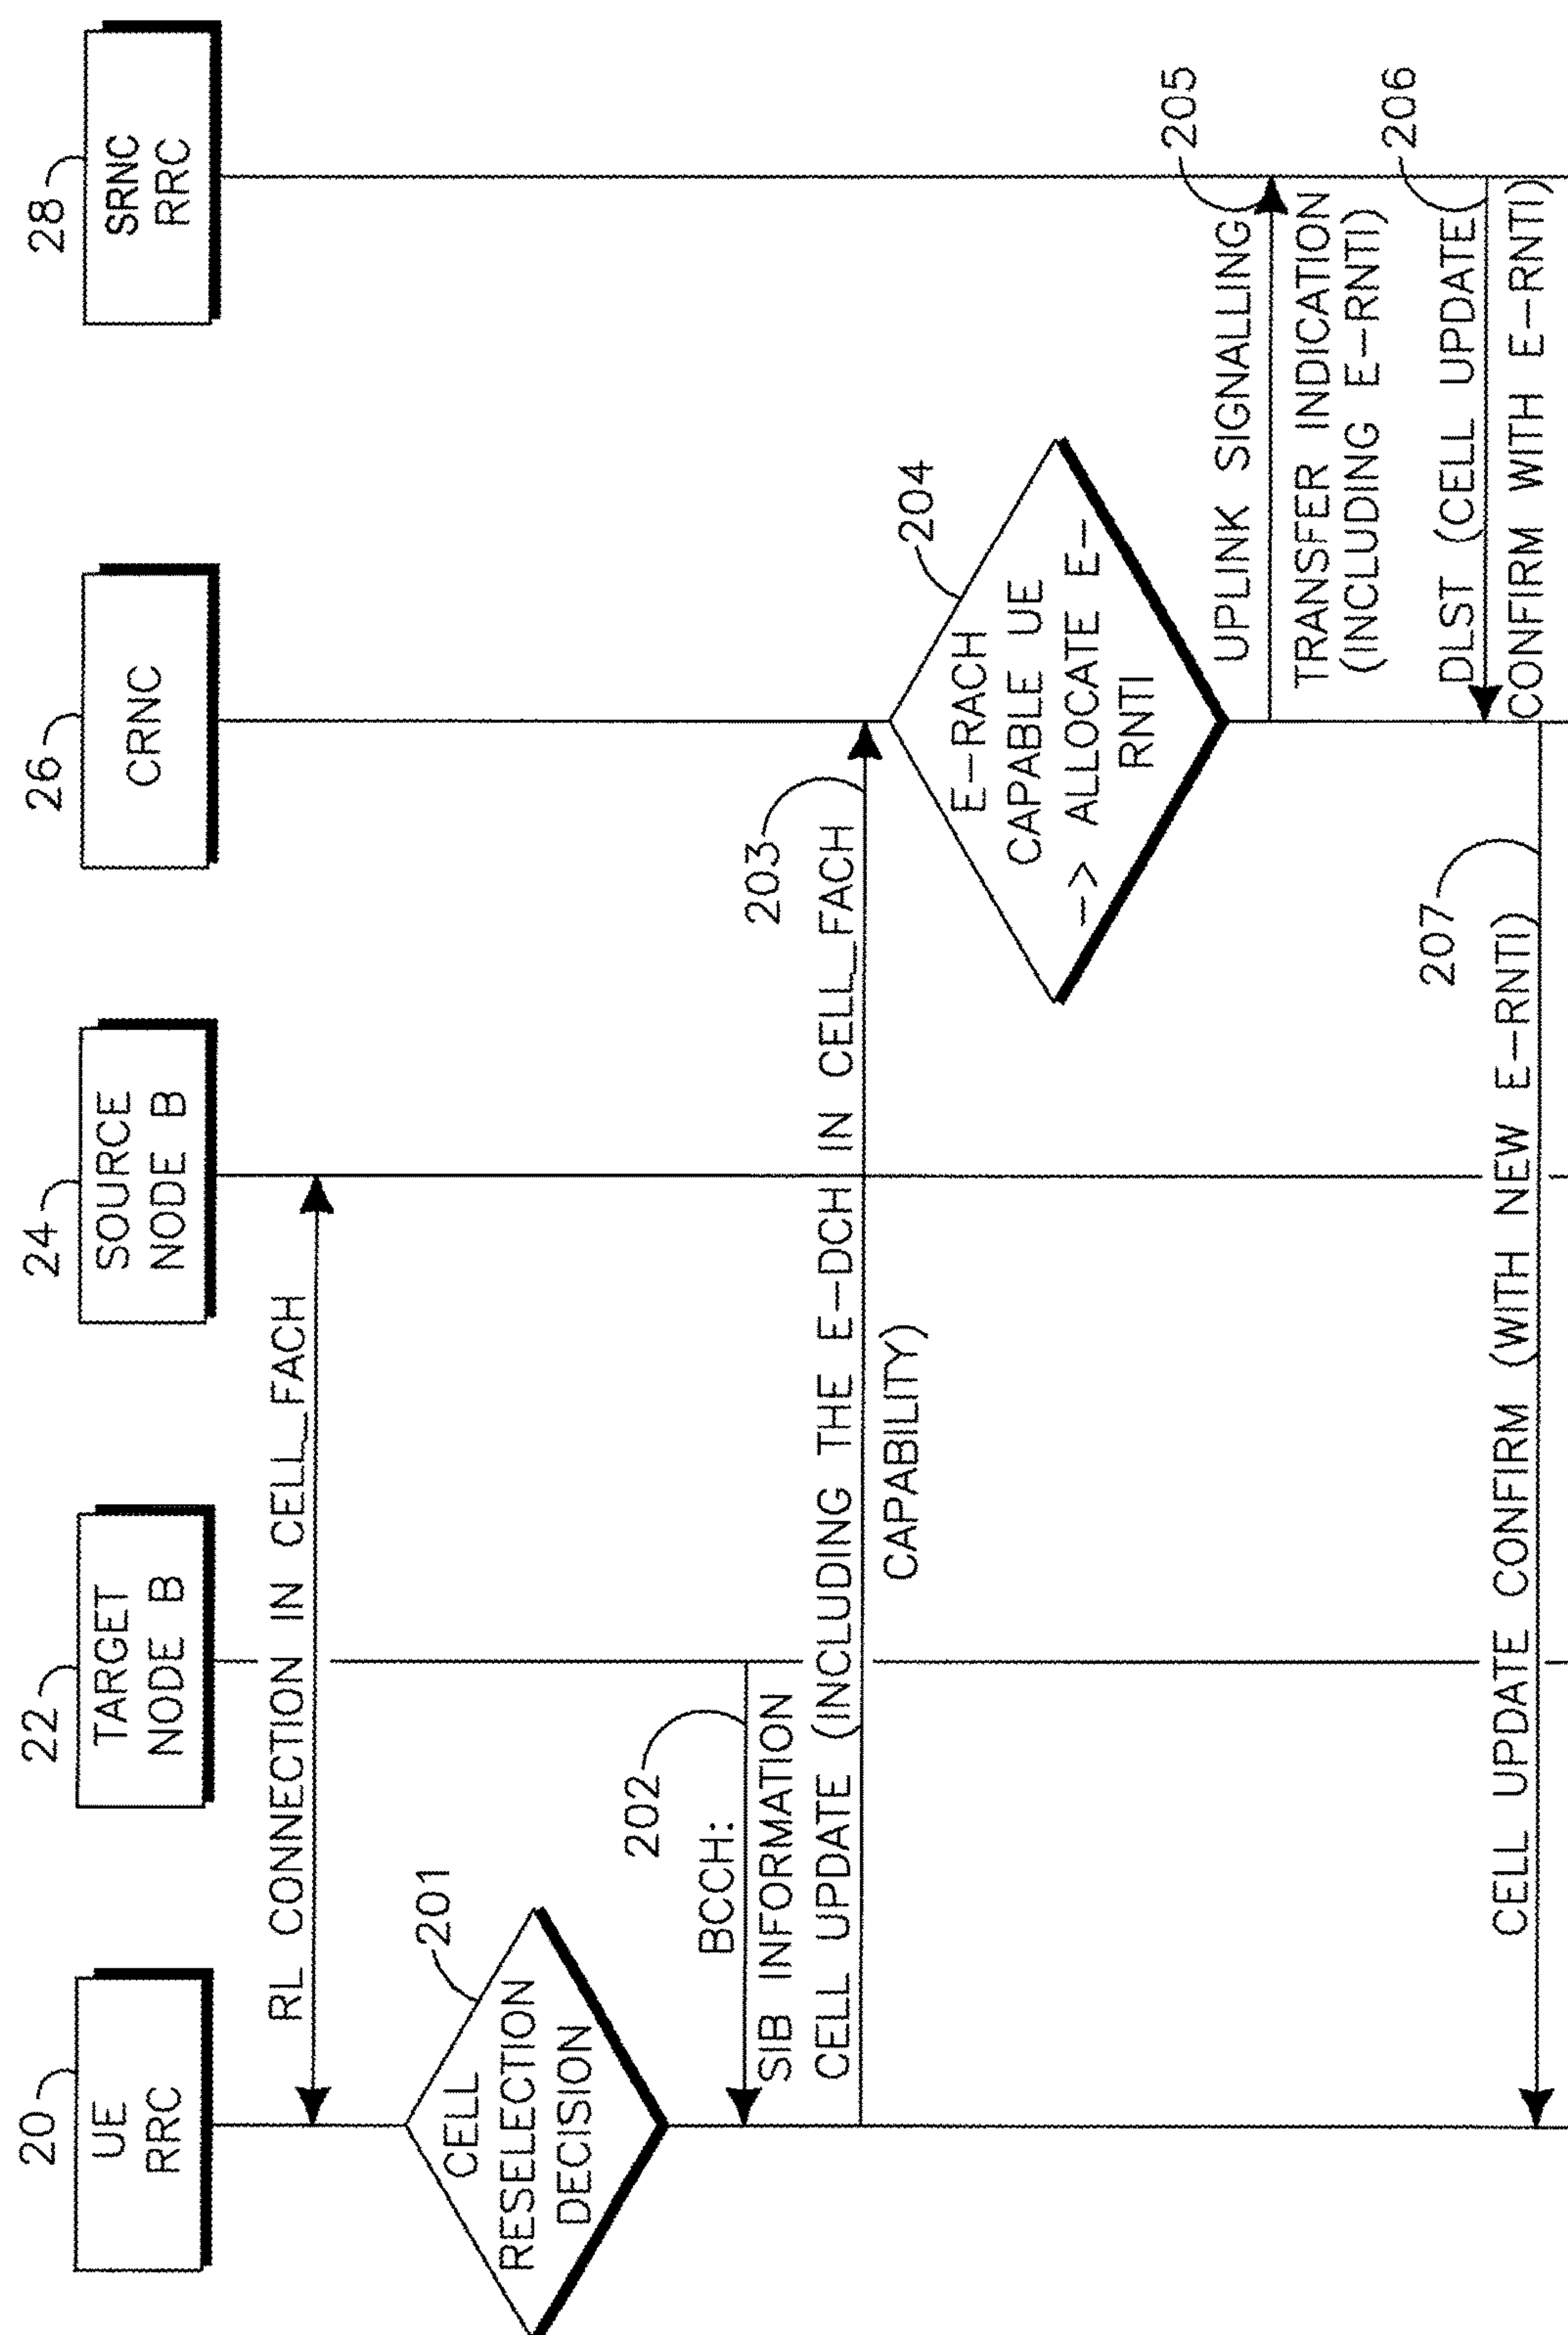 20
UE
RRC
22
TARGET
NODE B
24
SOURCE
NODE B
26
CRNC
28
SRNC
RRC
RL CONNECTION IN CELL_FACH
201
CELL
RESELECTION
DECISION
202
BCCH:
SIB INFORMATION
203
CELL UPDATE (INCLUDING THE E-DCH IN CELL_FACH
CAPABILITY)
204
E-RACH
CAPABLE UE
-> ALLOCATE E-
RNTI
205
UPLINK SIGNALLING
TRANSFER INDICATION
(INCLUDING E-RNTI)
206
DLST (CELL UPDATE
CONFIRM WITH E-RNTI)
207
CELL UPDATE CONFIRM (WITH NEW E-RNTI)